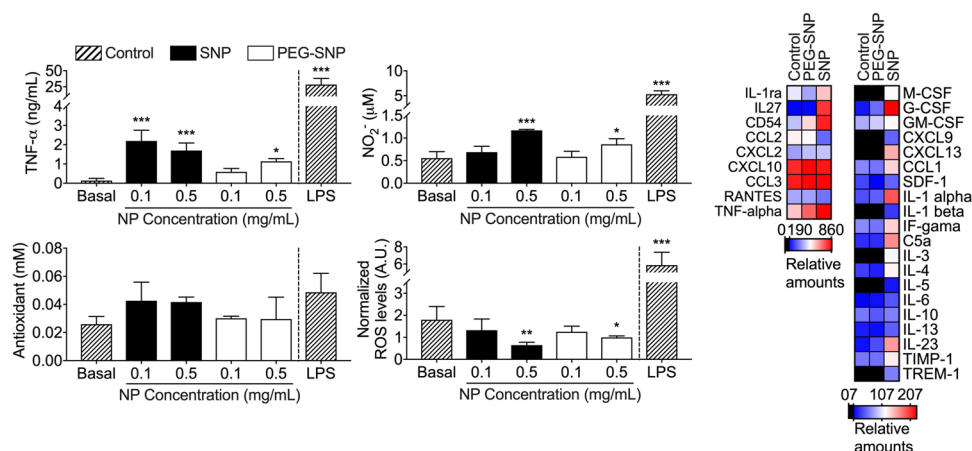 Control SNP PEG-SNP
50
25
4
3
2
1
0
TNF-α (ng/mL)
***
***
*
***
Basal 0.1 0.5 0.1 0.5 LPS
NP Concentration (mg/mL)
10
5
0
1.5
1.0
0.5
0.0
NO2- (μM)
***
*
***
Basal 0.1 0.5 0.1 0.5 LPS
NP Concentration (mg/mL)
0.08
0.06
0.04
0.02
0.00
Antioxidant (mM)
Basal 0.1 0.5 0.1 0.5 LPS
NP Concentration (mg/mL)
8
6
4
3
2
1
0
Normalized
ROS levels (A.U.)
**
*
***
Basal 0.1 0.5 0.1 0.5 LPS
NP Concentration (mg/mL)
Control
PEG-SNP
SNP
IL-1ra
IL27
CD54
CCL2
CXCL2
CXCL10
CCL3
RANTES
TNF-alpha
0 190 860
Relative
amounts
Control
PEG-SNP
SNP
M-CSF
G-CSF
GM-CSF
CXCL9
CXCL13
CCL1
SDF-1
IL-1 alpha
IL-1 beta
IF-gama
C5a
IL-3
IL-4
IL-5
IL-6
IL-10
IL-13
IL-23
TIMP-1
TREM-1
07 107 207
Relative
amounts